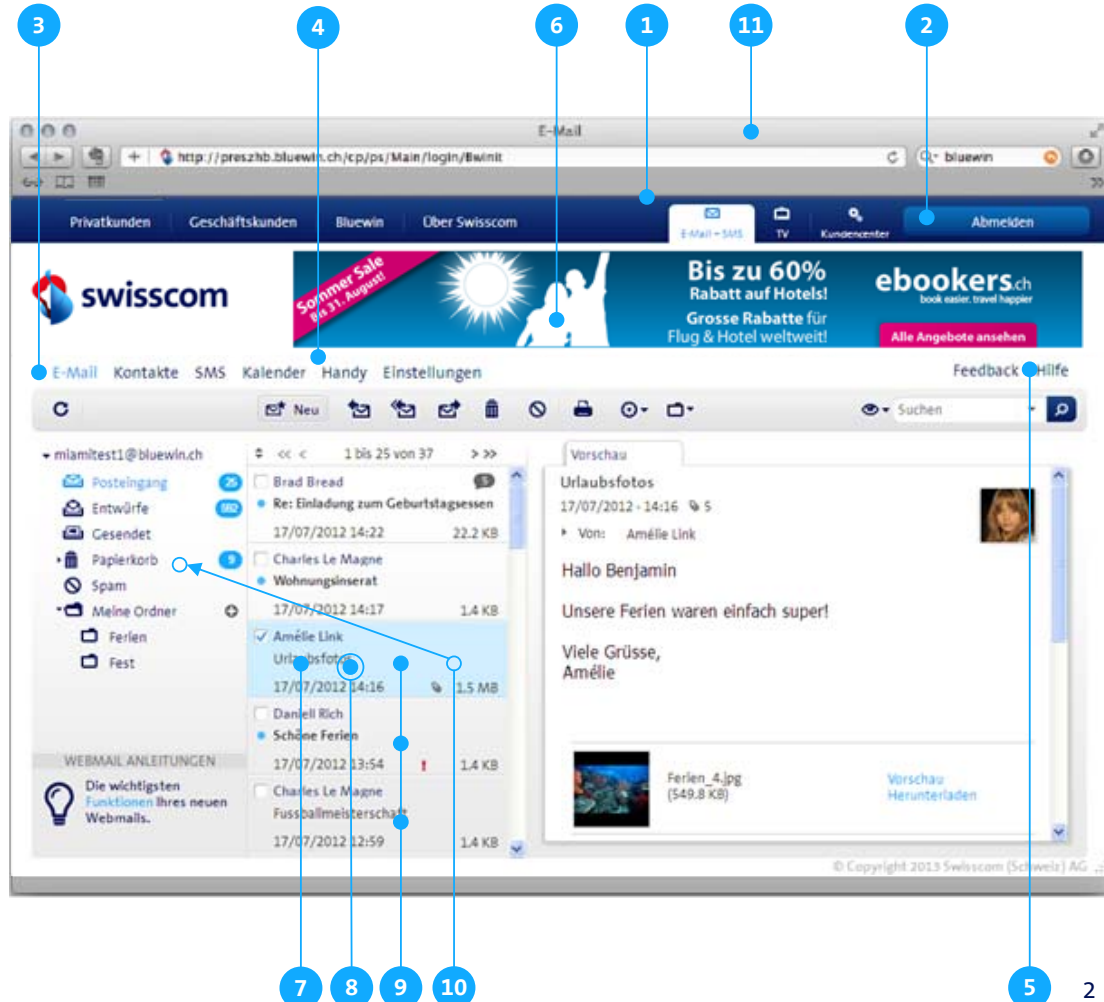 3
4
6
1
11
2
E-Mail
http://preszhb.bluewin.ch/cp/ps/Main/login/Bwinit
bluewin
Privatkunden Geschäftskunden Bluewin Über Swisscom
E-Mail + SMS TV Kundencenter Abmelden
swisscom
Sommer Sale
Bis 31. August!
Bis zu 60%
Rabatt auf Hotels!
Grosse Rabatte für
Flug & Hotel weltweit!
ebookers.ch
book easier. travel happier
Alle Angebote ansehen
E-Mail Kontakte SMS Kalender Handy Einstellungen
Feedback Hilfe
Neu
Suchen
miamitest1@bluewin.ch
Posteingang 25
Entwürfe 682
Gesendet
Papierkorb 9
Spam
Meine Ordner
Ferien
Fest
WEBMAIL ANLEITUNGEN
Die wichtigsten
Funktionen Ihres neuen
Webmails.
<< < 1 bis 25 von 37 > >>
Brad Bread
Re: Einladung zum Geburtstagsessen
17/07/2012 14:22 22.2 KB
Charles Le Magne
Wohnungsinserat
17/07/2012 14:17 1.4 KB
Amélie Link
Urlaubsfotos
17/07/2012 14:16 1.5 MB
Daniell Rich
Schöne Ferien
17/07/2012 13:54 ! 1.4 KB
Charles Le Magne
Fussballmeisterschaft
17/07/2012 12:59 1.4 KB
Vorschau
Urlaubsfotos
17/07/2012 - 14:16 5
Von: Amélie Link
Hallo Benjamin
Unsere Ferien waren einfach super!
Viele Grüsse,
Amélie
Ferien_4.jpg
(549.8 KB)
Vorschau
Herunterladen
© Copyright 2013 Swisscom (Schweiz) AG
7
8
9
10
5
2